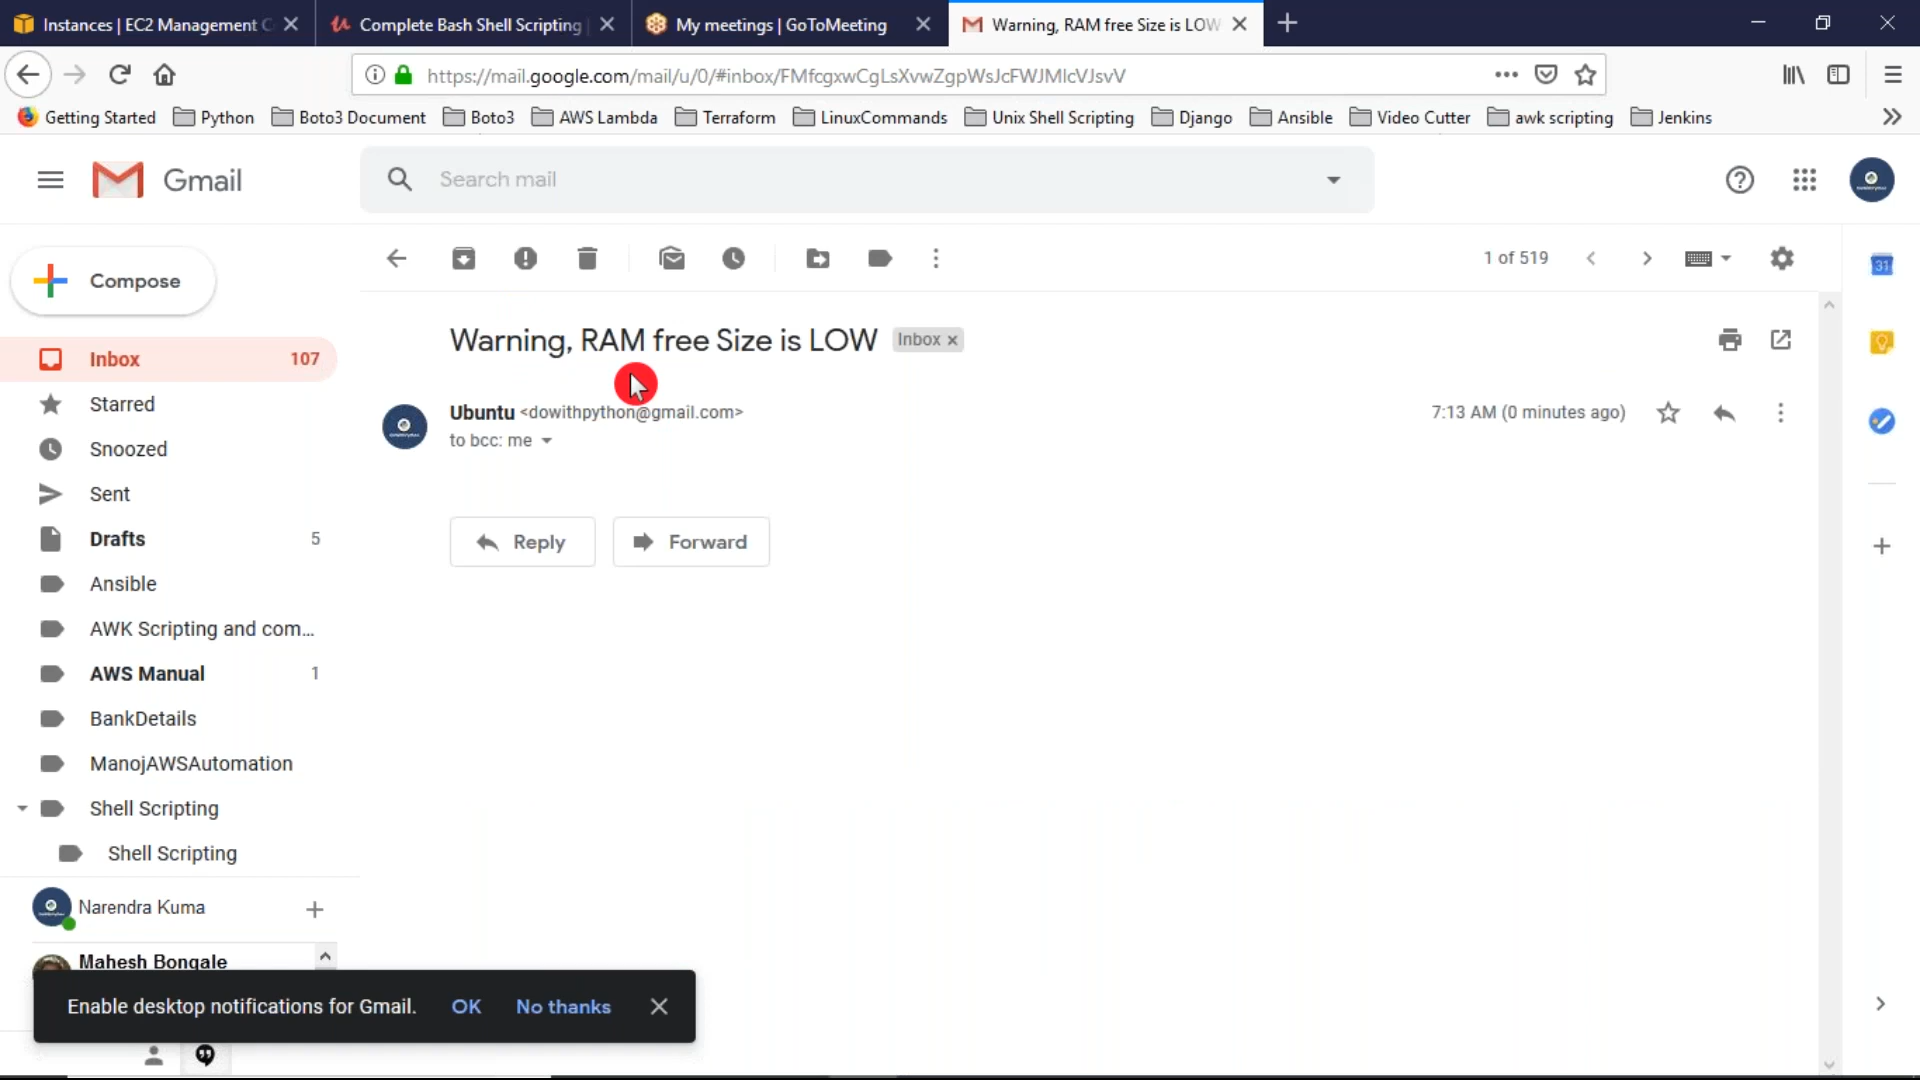 Instances | EC2 Management C
Complete Bash Shell Scripting
My meetings | GoToMeeting
Warning, RAM free Size is LOW
https://mail.google.com/mail/u/0/#inbox/FMfcgxwCgLsXvwZgpWsJcFWJMlcVJsvV
Getting Started
Python
Boto3 Document
Boto3
AWS Lambda
Terraform
LinuxCommands
Unix Shell Scripting
Django
Ansible
Video Cutter
awk scripting
Jenkins
Gmail
Search mail
Compose
1 of 519
31
Warning, RAM free Size is LOW
Inbox ×
Ubuntu <dowithpython@gmail.com>
7:13 AM (0 minutes ago)
to bcc: me
Reply
Forward
Inbox 107
Starred
Snoozed
Sent
Drafts 5
Ansible
AWK Scripting and com...
AWS Manual 1
BankDetails
ManojAWSAutomation
Shell Scripting
Shell Scripting
Narendra Kuma
Mahesh Bongale
Enable desktop notifications for Gmail. OK No thanks